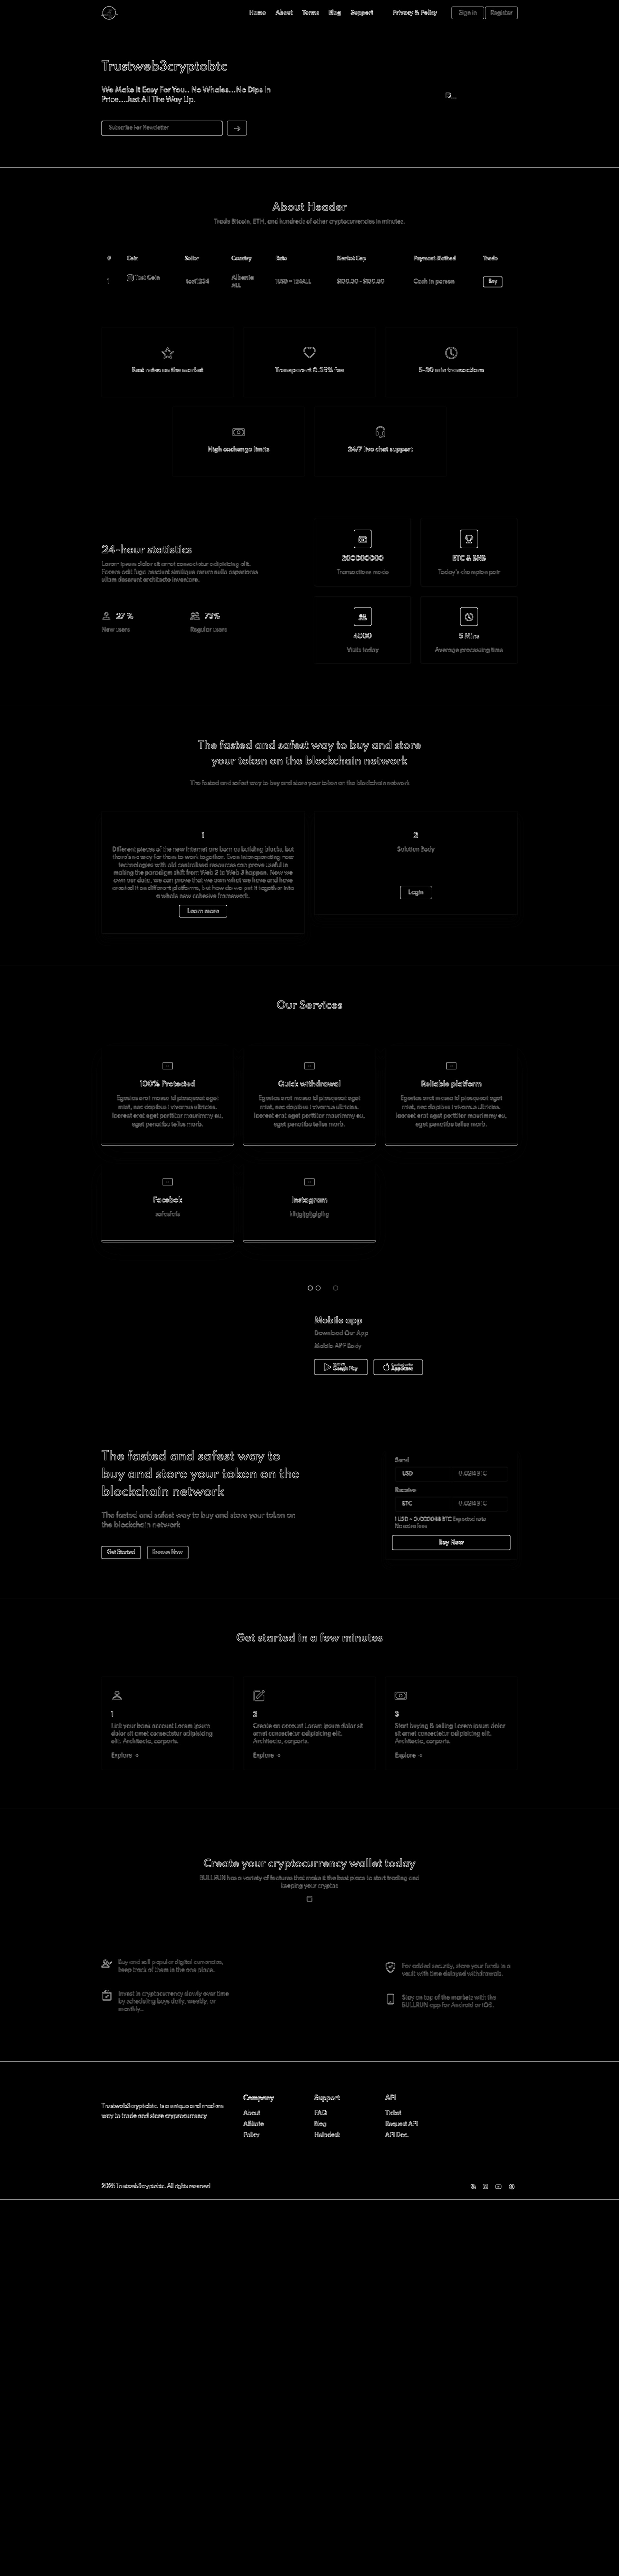 Home About Terms Blog Support Privacy & Policy Sign in Register
Trustweb3cryptobtc
We Make It Easy For You.. No Whales...No Dips In
Price...Just All The Way Up.
Subscribe For Newsletter
About Header
Trade Bitcoin, ETH, and hundreds of other cryptocurrencies in minutes.
# Coin Seller Country Rate Market Cap Payment Method Trade
1 Test Coin test1234 Albania 1USD = 134ALL $100.00 - $100.00 Cash in person Buy
ALL
Best rates on the market
Transparent 0.25% fee
5-30 min transactions
High exchange limits
24/7 live chat support
24-hour statistics
Lorem ipsum dolor sit amet consectetur adipisicing elit.
Facere odit fuga nesciunt similique rerum nulla asperiores
ullam deserunt architecto inventore.
27 %
New users
73%
Regular users
200000000
Transactions made
BTC & BNB
Today's champion pair
4000
Visits today
5 Mins
Average processing time
The fasted and safest way to buy and store
your token on the blockchain network
The fasted and safest way to buy and store your token on the blockchain network
1
Different pieces of the new internet are born as building blocks, but
there's no way for them to work together. Even interoperating new
technologies with old centralised resources can prove useful in
making the paradigm shift from Web 2 to Web 3 happen. Now we
own our data, we can prove that we own what we have and have
created it on different platforms, but how do we put it together into
a whole new cohesive framework.
Learn more
2
Solution Body
Login
Our Services
100% Protected
Egestas erat massa id ptesqueat eget
miet, nec dapibus i vivamus ultricies.
laoreet erat eget porttitor maurimmy eu,
eget penatibu tellus morb.
Quick withdrawal
Egestas erat massa id ptesqueat eget
miet, nec dapibus i vivamus ultricies.
laoreet erat eget porttitor maurimmy eu,
eget penatibu tellus morb.
Reliable platform
Egestas erat massa id ptesqueat eget
miet, nec dapibus i vivamus ultricies.
laoreet erat eget porttitor maurimmy eu,
eget penatibu tellus morb.
Facebok
Instagram
Mobile app
Download Our App
Mobile APP Body
Google Play
App Store
The fasted and safest way to
buy and store your token on the
blockchain network
The fasted and safest way to buy and store your token on
the blockchain network
Get Started Browse Now
Send
USD 0.0214 BTC
Receive
BTC 0.0214 BTC
1 USD ~ 0.000088 BTC Expected rate
No extra fees
Buy Now
Get started in a few minutes
1
Link your bank account Lorem ipsum
dolor sit amet consectetur adipisicing
elit. Architecto, corporis.
Explore →
2
Create an account Lorem ipsum dolor sit
amet consectetur adipisicing elit.
Architecto, corporis.
Explore →
3
Start buying & selling Lorem ipsum dolor
sit amet consectetur adipisicing elit.
Architecto, corporis.
Explore →
Create your cryptocurrency wallet today
BULLRUN has a variety of features that make it the best place to start trading and
keeping your cryptos
Buy and sell popular digital currencies,
keep track of them in the one place.
Invest in cryptocurrency slowly over time
by scheduling buys daily, weekly, or
monthly..
For added security, store your funds in a
vault with time delayed withdrawals.
Stay on top of the markets with the
BULLRUN app for Android or iOS.
Trustweb3cryptobtc. is a unique and modern
way to trade and store crypto currency
Company
About
Affiliate
Policy
Support
FAQ
Blog
Helpdesk
API
Ticket
Request API
API Doc.
2025 Trustweb3cryptobtc. All rights reserved